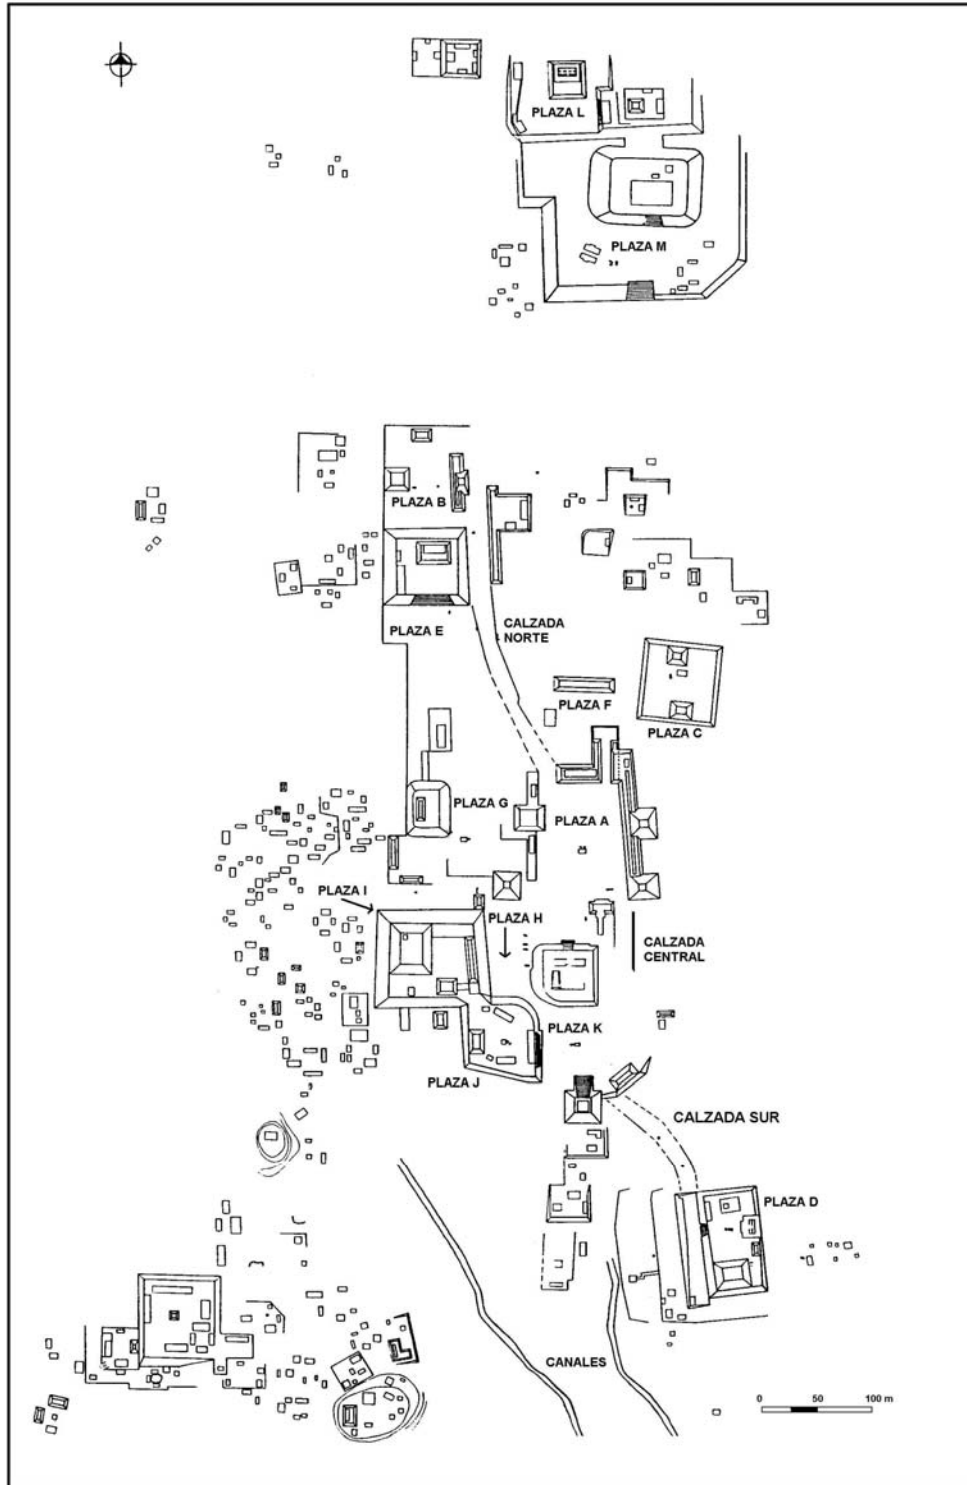 PLAZA L
PLAZA M
PLAZA B
PLAZA E
CALZADA
NORTE
PLAZA F
PLAZA C
PLAZA G
PLAZA A
PLAZA I
PLAZA H
CALZADA
CENTRAL
PLAZA K
PLAZA J
CALZADA SUR
PLAZA D
CANALES
0 50 100 m